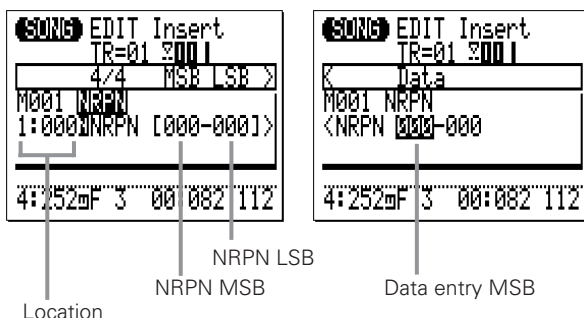 SONG EDIT Insert
TR=01
4/4 MSB LSB >
M001 NRPN
1:000 NRPN [000-000]>
4:252 F 3 00:082 112
Location
NRPN MSB
NRPN LSB
SONG EDIT Insert
TR=01
< Data
M001 NRPN
<NRPN 000-000
4:252 F 3 00:082 112
Data entry MSB